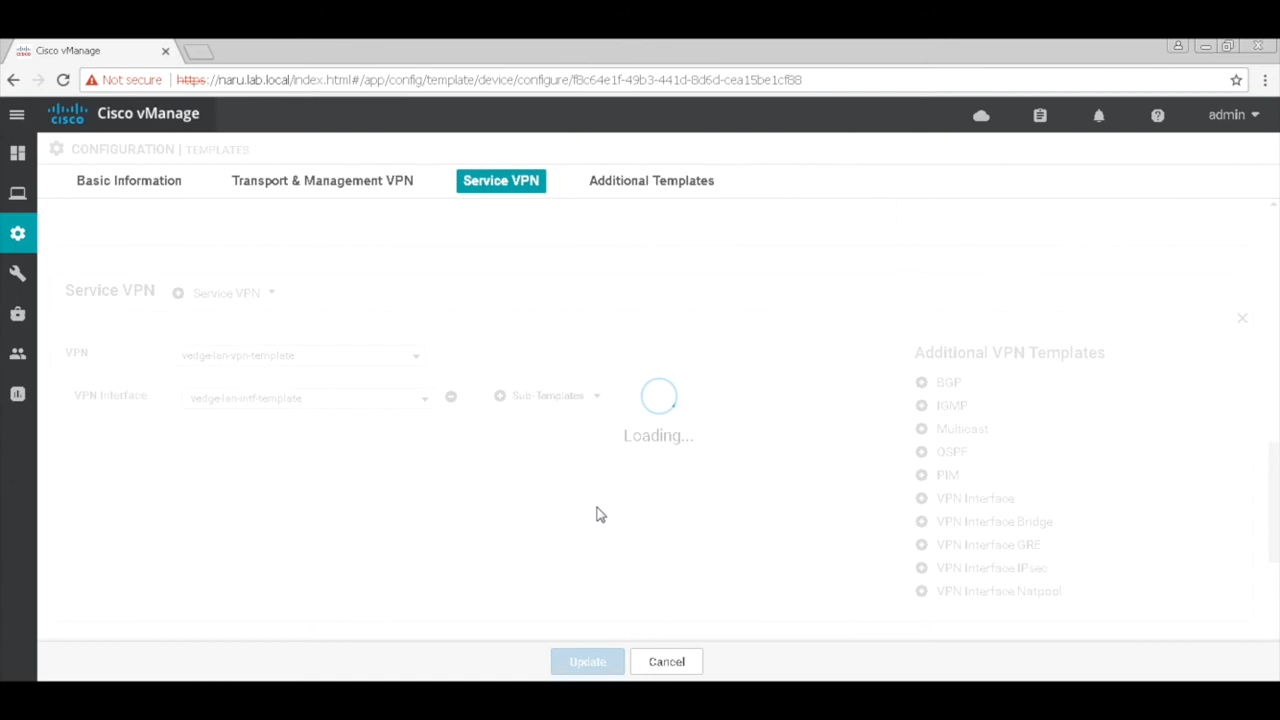 Cisco vManage
Not secure https://naru.lab.local/index.html#/app/config/template/device/configure/f8c64e1f-49b3-441d-8d6d-cea15be1cf88
cisco Cisco vManage admin
CONFIGURATION | TEMPLATES
Basic Information Transport & Management VPN Service VPN Additional Templates
Service VPN Service VPN
VPN vedge-lan-vpn-template Additional VPN Templates
BGP
VPN Interface vedge-lan-intf-template Sub-Templates
IGMP
Loading...
Multicast
OSPF
PIM
VPN Interface
VPN Interface Bridge
VPN Interface GRE
VPN Interface IPsec
VPN Interface Natpool
Update Cancel